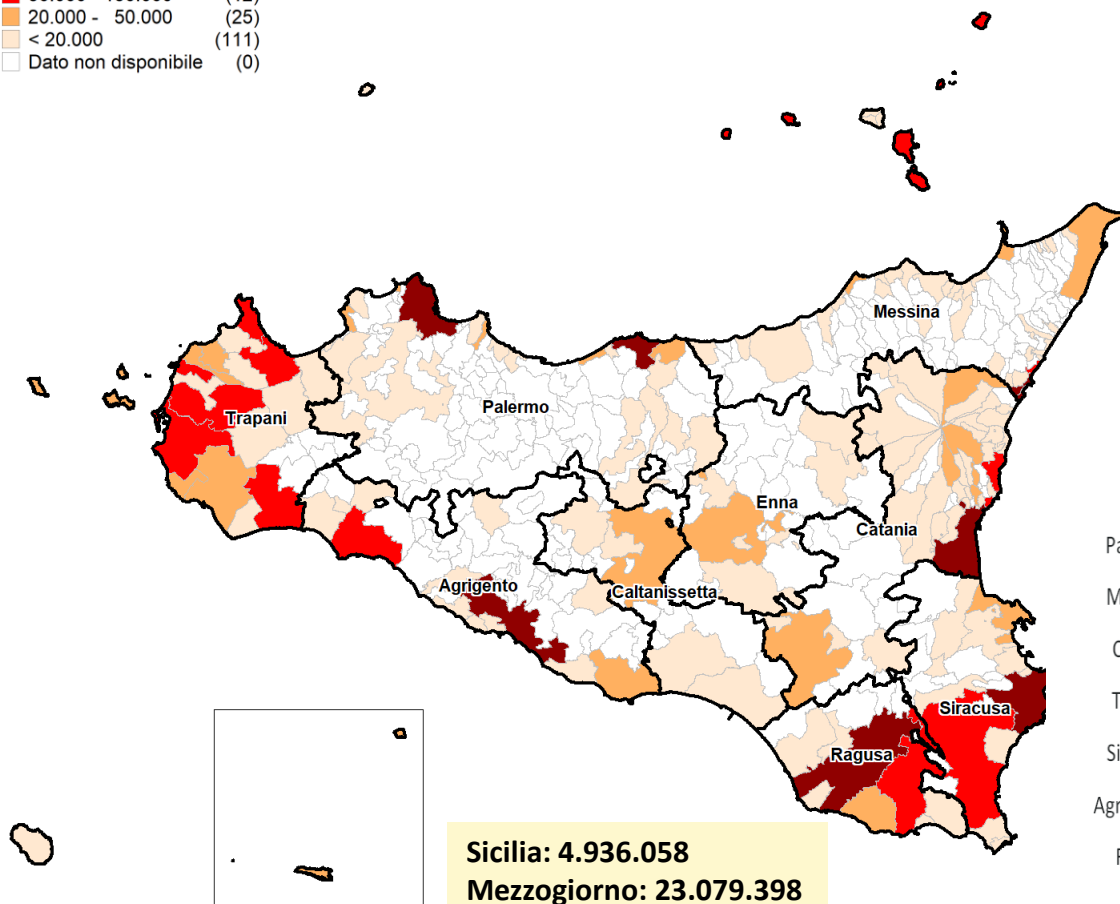 20.000 - 50.000 (25)
< 20.000 (111)
Dato non disponibile (0)
Messina
Palermo
Trapani
Enna
Catania
Agrigento
Caltanissetta
Siracusa
Ragusa
Sicilia: 4.936.058
Mezzogiorno: 23.079.398